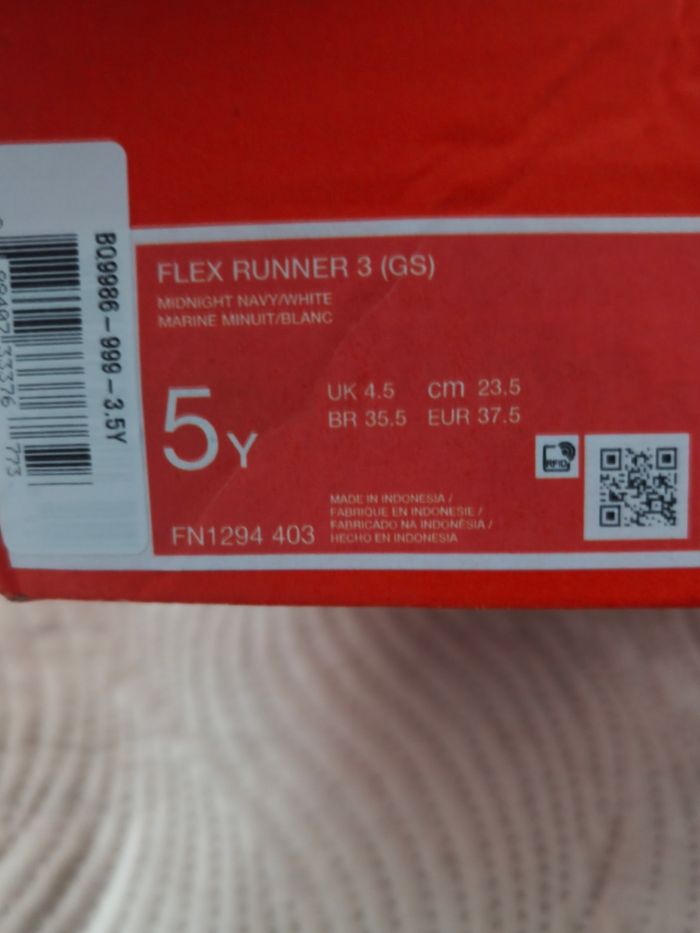 BQ9986-999-3.5Y
FLEX RUNNER 3 (GS)
MIDNIGHT NAVY/WHITE
MARINE MINUIT/BLANC
5Y
UK 4.5 cm 23.5
BR 35.5 EUR 37.5
RFID
MADE IN INDONESIA /
FABRIQUE EN INDONESIE /
FABRICADO NA INDONÉSIA /
HECHO EN INDONESIA
FN1294 403